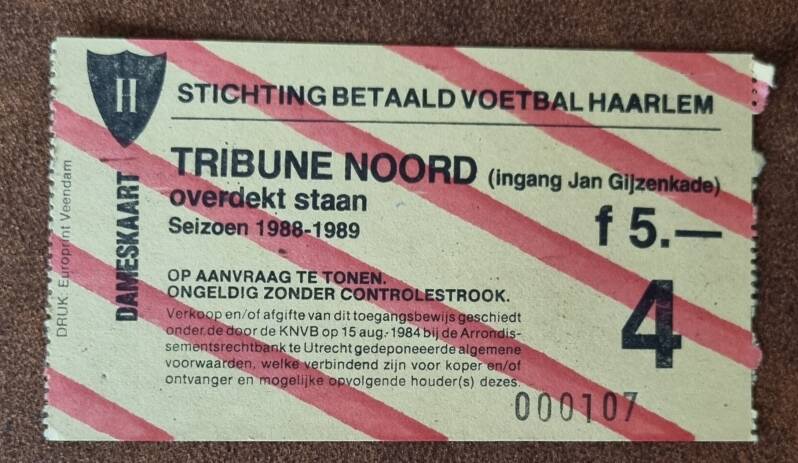 H
STICHTING BETAALD VOETBAL HAARLEM
TRIBUNE NOORD (ingang Jan Gijzenkade)
overdekt staan
Seizoen 1988-1989
f 5.—
4
OP AANVRAAG TE TONEN.
ONGELDIG ZONDER CONTROLESTROOK.
Verkoop en/of afgifte van dit toegangsbewijs geschiedt
onder de door de KNVB op 15 aug. 1984 bij de Arrondis-
sementsrechtbank te Utrecht gedeponeerde algemene
voorwaarden, welke verbindend zijn voor koper en/of
ontvanger en mogelijke opvolgende houder(s) dezes.
000107
DAMESKAART
DRUK: Europrint Veendam